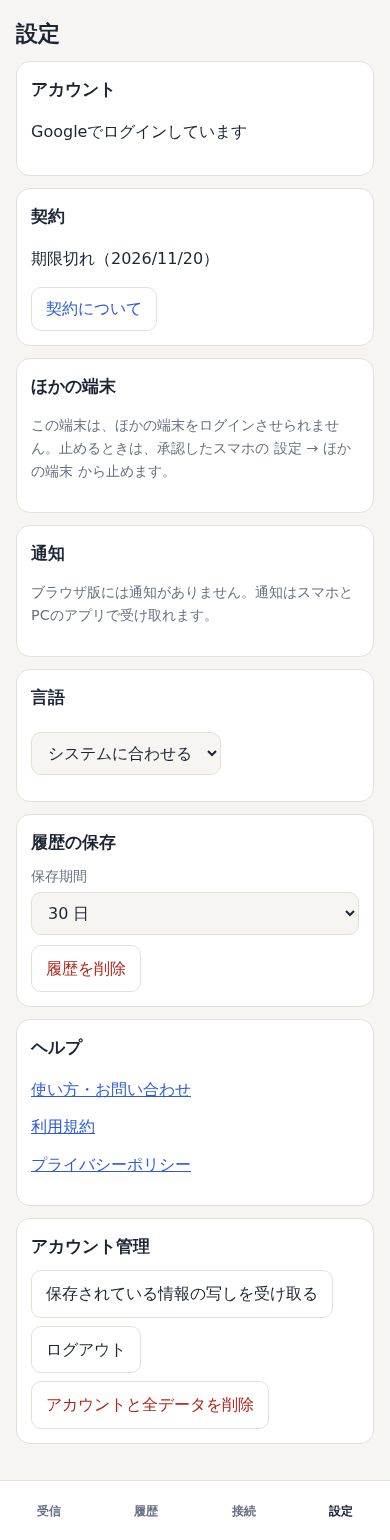 設定
アカウント
Googleでログインしています
契約
期限切れ（2026/11/20）
契約について
ほかの端末
この端末は、ほかの端末をログインさせられませ
ん。止めるときは、承認したスマホの 設定 → ほか
の端末 から止めます。
通知
ブラウザ版には通知がありません。通知はスマホと
PCのアプリで受け取れます。
言語
システムに合わせる
履歴の保存
保存期間
30 日
履歴を削除
ヘルプ
使い方・お問い合わせ
利用規約
プライバシーポリシー
アカウント管理
保存されている情報の写しを受け取る
ログアウト
アカウントと全データを削除
受信 履歴 接続 設定